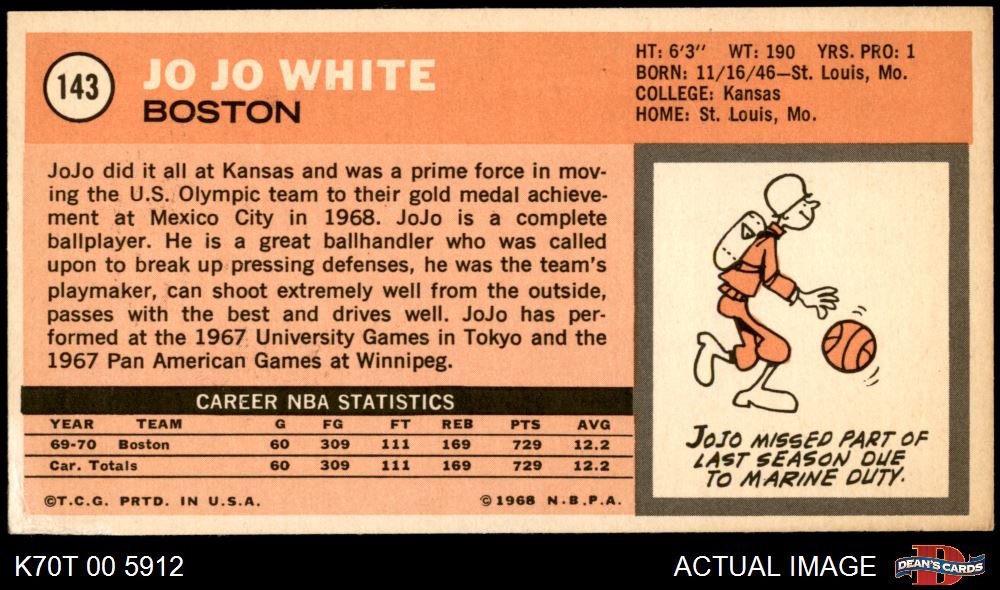 143
JO JO WHITE
BOSTON
HT: 6'3" WT: 190 YRS. PRO: 1
BORN: 11/16/46—St. Louis, Mo.
COLLEGE: Kansas
HOME: St. Louis, Mo.
JoJo did it all at Kansas and was a prime force in mov-
ing the U.S. Olympic team to their gold medal achieve-
ment at Mexico City in 1968. JoJo is a complete
ballplayer. He is a great ballhandler who was called
upon to break up pressing defenses, he was the team's
playmaker, can shoot extremely well from the outside,
passes with the best and drives well. JoJo has per-
formed at the 1967 University Games in Tokyo and the
1967 Pan American Games at Winnipeg.
CAREER NBA STATISTICS
YEAR TEAM G FG FT REB PTS AVG
69-70 Boston 60 309 111 169 729 12.2
Car. Totals 60 309 111 169 729 12.2
©T.C.G. PRTD. IN U.S.A. ©1968 N.B.P.A.
JOJO MISSED PART OF
LAST SEASON DUE
TO MARINE DUTY.
K70T 00 5912
ACTUAL IMAGE
D
DEAN'S CARDS